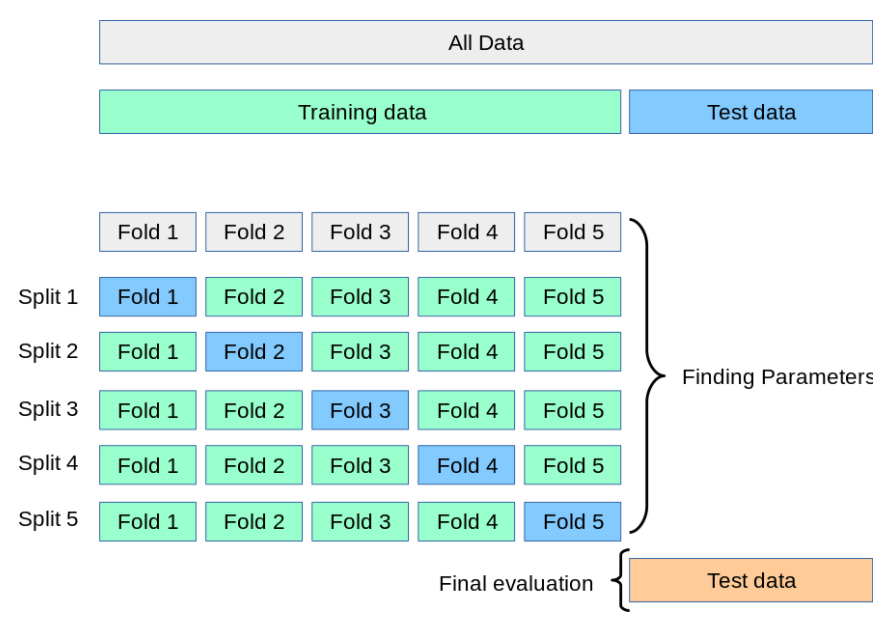 All Data
Training data Test data
Fold 1 Fold 2 Fold 3 Fold 4 Fold 5
Split 1 Fold 1 Fold 2 Fold 3 Fold 4 Fold 5
Split 2 Fold 1 Fold 2 Fold 3 Fold 4 Fold 5
Finding Parameters
Split 3 Fold 1 Fold 2 Fold 3 Fold 4 Fold 5
Split 4 Fold 1 Fold 2 Fold 3 Fold 4 Fold 5
Split 5 Fold 1 Fold 2 Fold 3 Fold 4 Fold 5
Final evaluation Test data